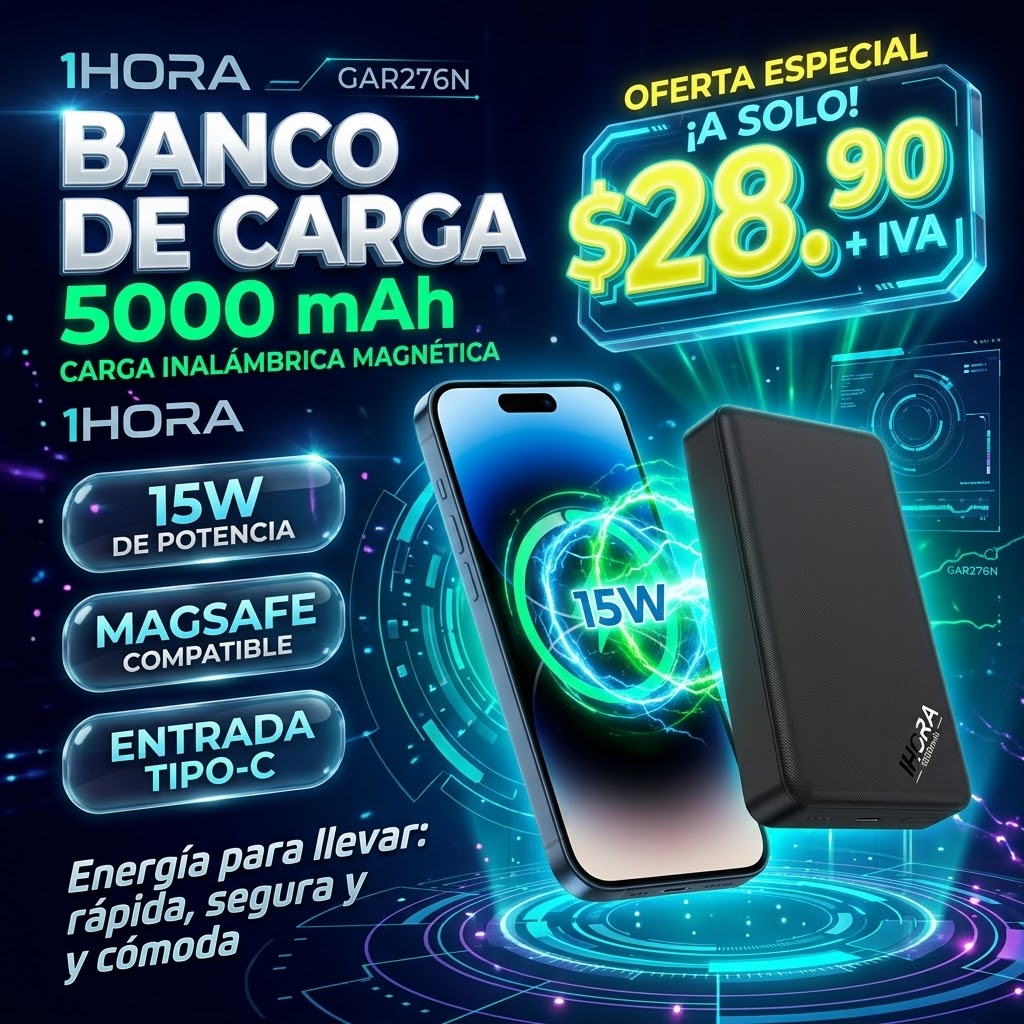 1HORA
GAR276N
BANCO
DE CARGA
5000 mAh
CARGA INALÁMBRICA MAGNÉTICA
1HORA
OFERTA ESPECIAL
¡A SOLO!
$28.90
+ IVA
15W
DE POTENCIA
MAGSAFE
COMPATIBLE
ENTRADA
TIPO-C
Energía para llevar:
rápida, segura y
y cómoda
15W
1HORA
GAR276N